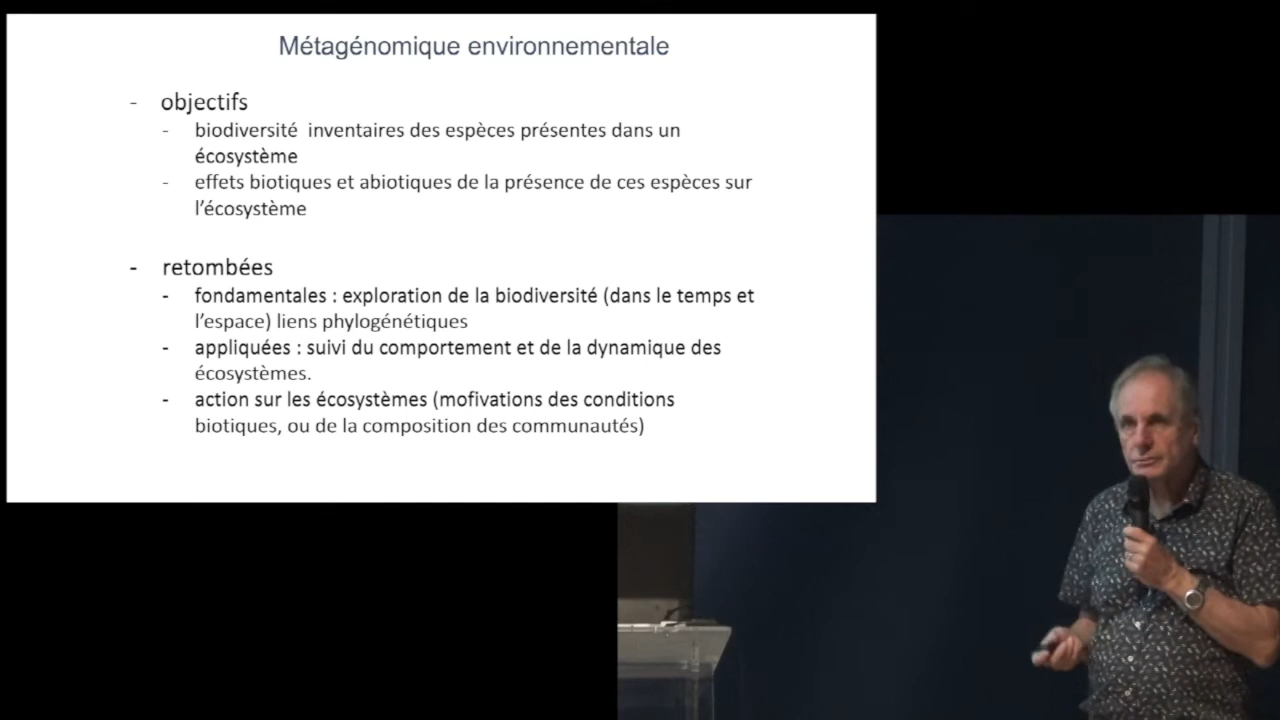 Métagénomique environnementale
- objectifs
- biodiversité inventaires des espèces présentes dans un
écosystème
- effets biotiques et abiotiques de la présence de ces espèces sur
l'écosystème
- retombées
- fondamentales : exploration de la biodiversité (dans le temps et
l'espace) liens phylogénétiques
- appliquées : suivi du comportement et de la dynamique des
écosystèmes.
- action sur les écosystèmes (mofivations des conditions
biotiques, ou de la composition des communautés)